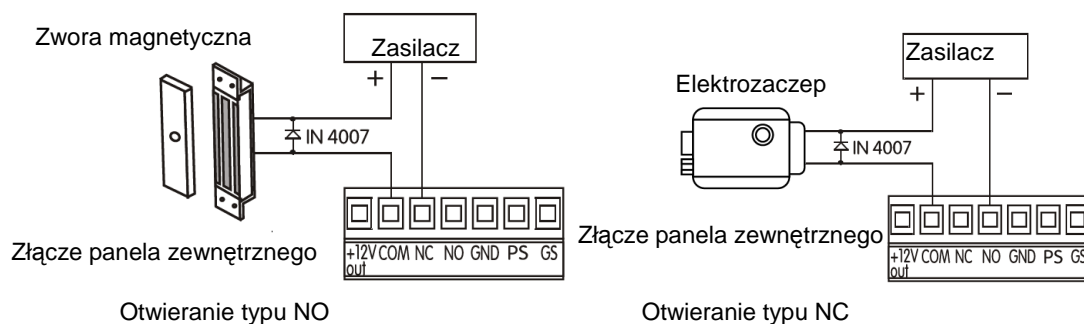 Zwora magnetyczna
Zasilacz
+ −
IN 4007
Złącze panela zewnętrznego
+12V COM NC NO GND PS GS
out
Otwieranie typu NO
Elektrozaczep
Zasilacz
+ −
IN 4007
Złącze panela zewnętrznego
+12V COM NC NO GND PS GS
out
Otwieranie typu NC